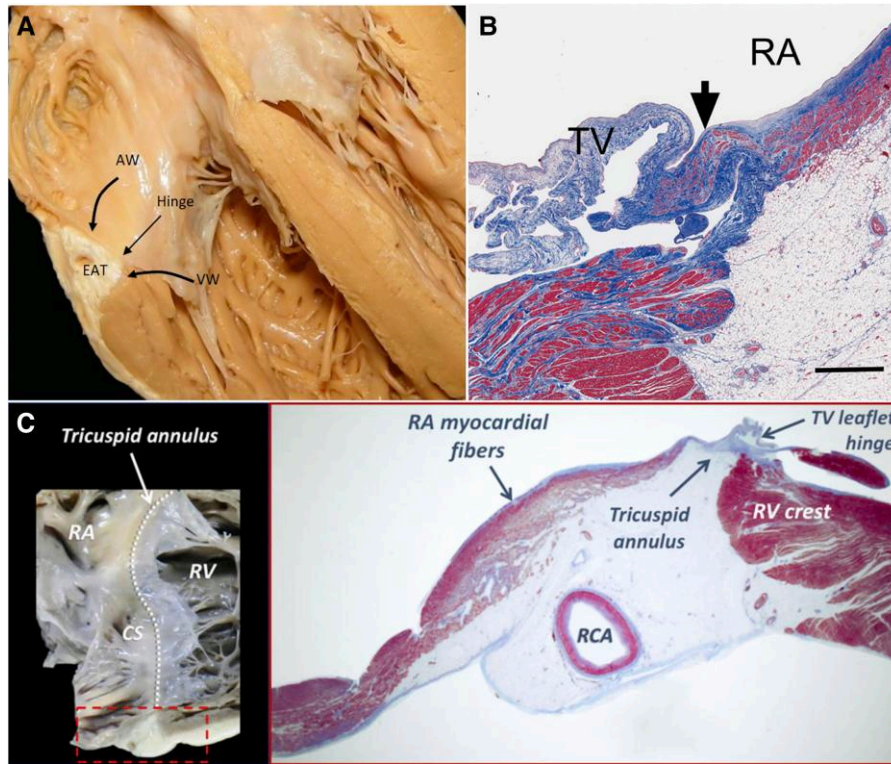 A
AW
Hinge
EAT
VW
B
RA
TV
C
Tricuspid annulus
RA
RV
CS
RA myocardial
fibers
TV leaflet
hinge
Tricuspid
annulus
RV crest
RCA